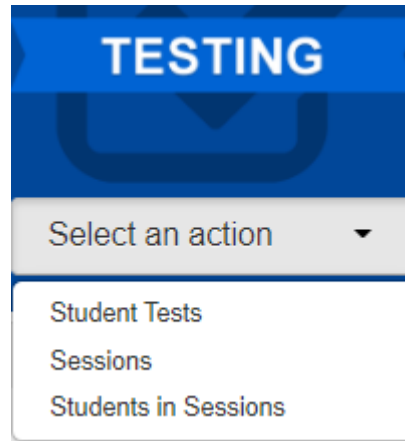 TESTING
Select an action
Student Tests
Sessions
Students in Sessions